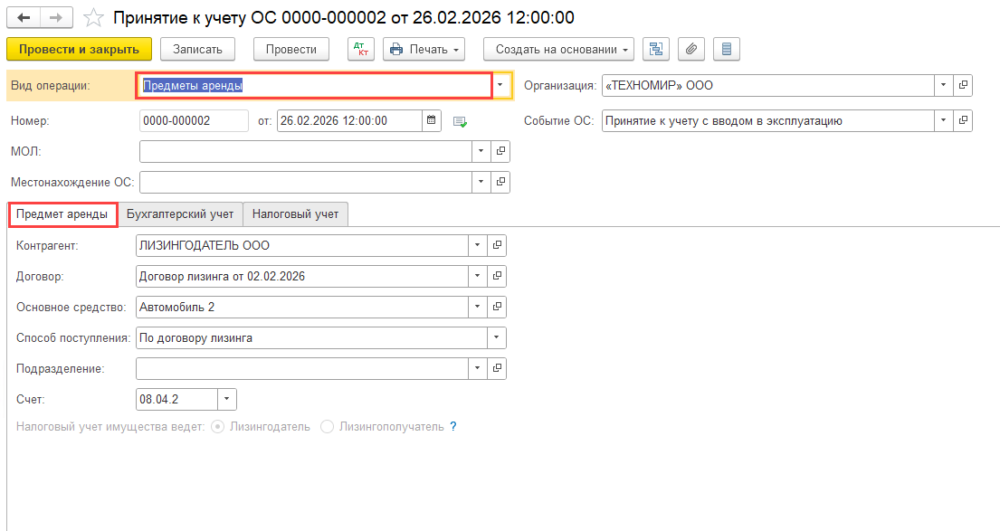 Принятие к учету ОС 0000-000002 от 26.02.2026 12:00:00
Провести и закрыть Записать Провести Дт Кт Печать Создать на основании
Вид операции: Предметы аренды Организация: «ТЕХНОМИР» ООО
Номер: 0000-000002 от: 26.02.2026 12:00:00 Событие ОС: Принятие к учету с вводом в эксплуатацию
МОЛ:
Местонахождение ОС:
Предмет аренды Бухгалтерский учет Налоговый учет
Контрагент: ЛИЗИНГОДАТЕЛЬ ООО
Договор: Договор лизинга от 02.02.2026
Основное средство: Автомобиль 2
Способ поступления: По договору лизинга
Подразделение:
Счет: 08.04.2
Налоговый учет имущества ведет: Лизингодатель Лизингополучатель ?